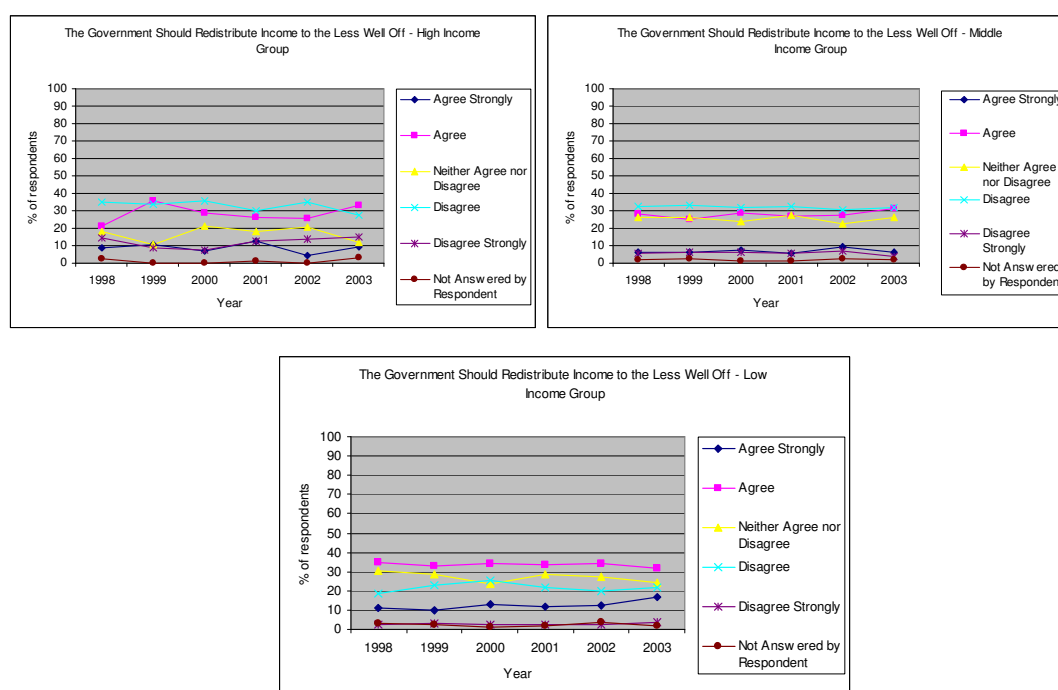 The Government Should Redistribute Income to the Less Well Off - High Income
Group
100
90
80
70
60
50
40
30
20
10
0
% of respondents
1998 1999 2000 2001 2002 2003
Year
Agree Strongly
Agree
Neither Agree nor
Disagree
Disagree
Disagree Strongly
Not Answered by
Respondent
The Government Should Redistribute Income to the Less Well Off - Middle
Income Group
100
90
80
70
60
50
40
30
20
10
0
% of respondents
1998 1999 2000 2001 2002 2003
Year
Agree Strongly
Agree
Neither Agree
nor Disagree
Disagree
Disagree
Strongly
Not Answered
by Respondent
The Government Should Redistribute Income to the Less Well Off - Low
Income Group
100
90
80
70
60
50
40
30
20
10
0
% of respondents
1998 1999 2000 2001 2002 2003
Year
Agree Strongly
Agree
Neither Agree nor
Disagree
Disagree
Disagree Strongly
Not Answered by
Respondent